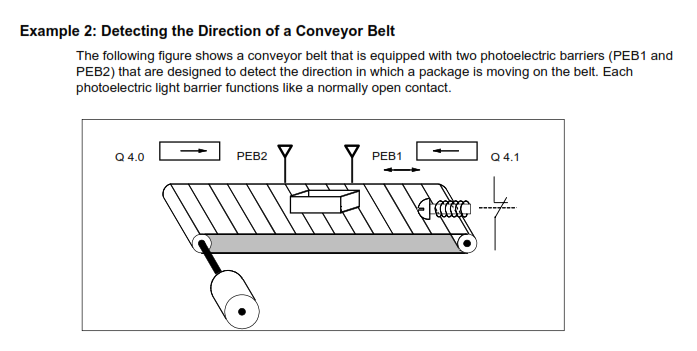 Example 2: Detecting the Direction of a Conveyor Belt
The following figure shows a conveyor belt that is equipped with two photoelectric barriers (PEB1 and
PEB2) that are designed to detect the direction in which a package is moving on the belt. Each
photoelectric light barrier functions like a normally open contact.
Q 4.0 PEB2 PEB1 Q 4.1